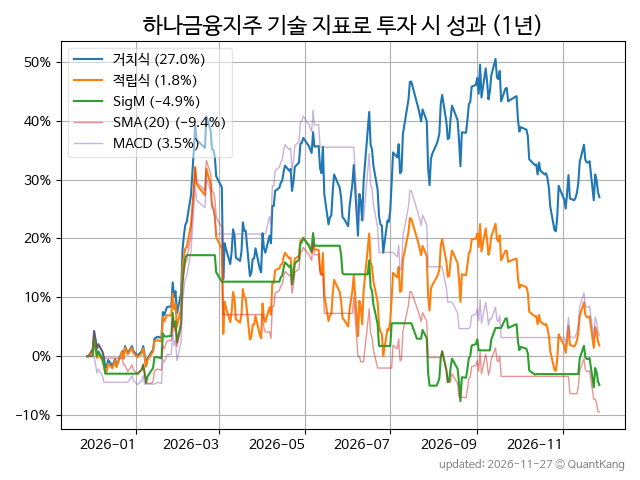 하나금융지주 기술 지표로 투자 시 성과 (1년)
거치식 (27.0%)
적립식 (1.8%)
SigM (−4.9%)
SMA(20) (−9.4%)
MACD (3.5%)
50%
40%
30%
20%
10%
0%
−10%
2026-01 2026-03 2026-05 2026-07 2026-09 2026-11
updated: 2026-11-27 © QuantKang